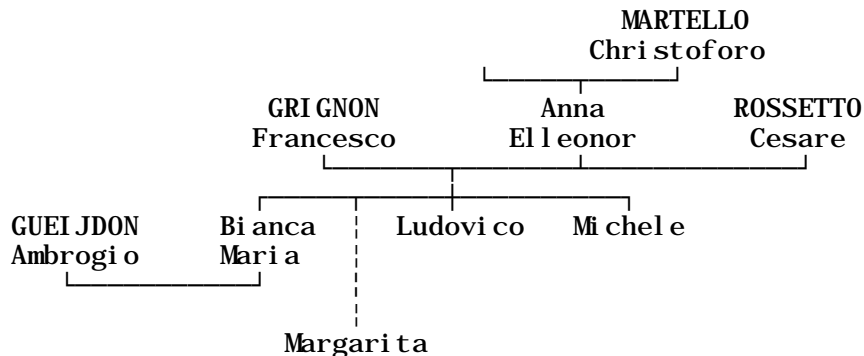 MARTELLO
Christoforo
GRIGNON Anna ROSSETTO
Francesco Elleonor Cesare
GUEIJDON Bianca Ludovico Michele
Ambrogio Maria
Margarita